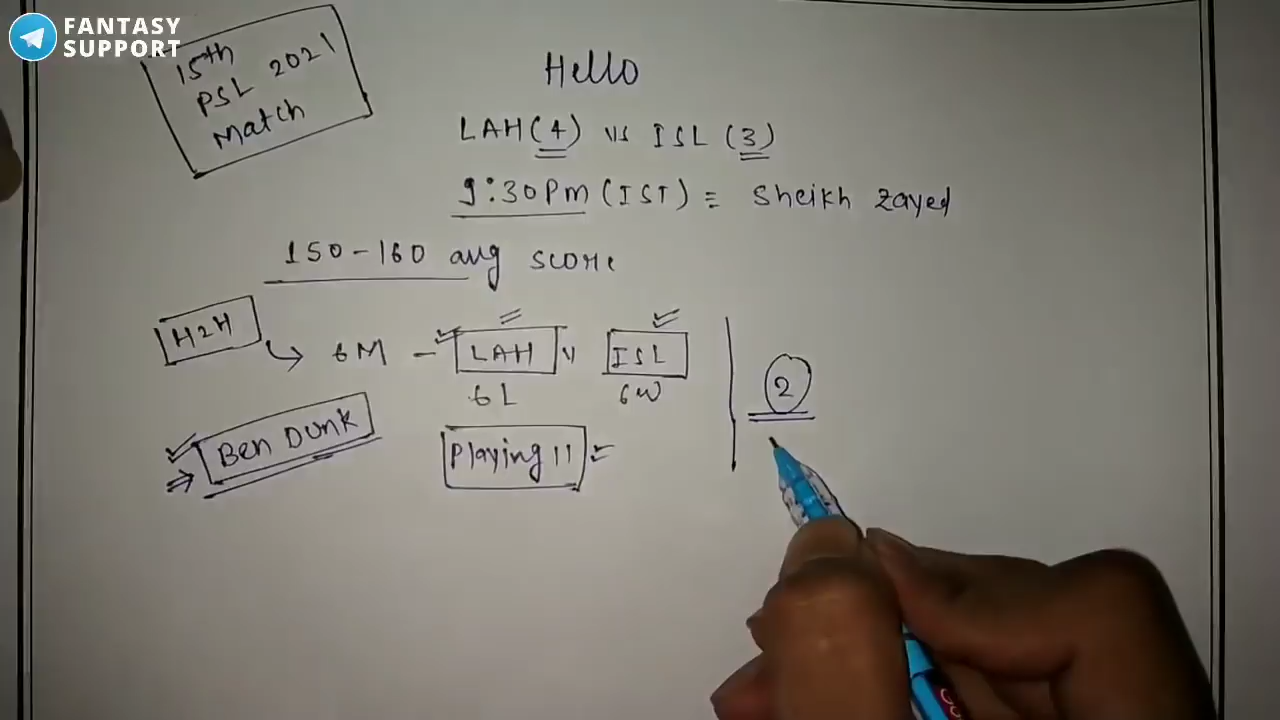 FANTASY
SUPPORT
15th
PSL 2021
Match
Hello
LAH (4) vs ISL (3)
9:30Pm (IST) = Sheikh Zayed
150-160 avg score
H2H
6M - LAH v ISL
6L 6W
2
Ben Dunk
Playing 11